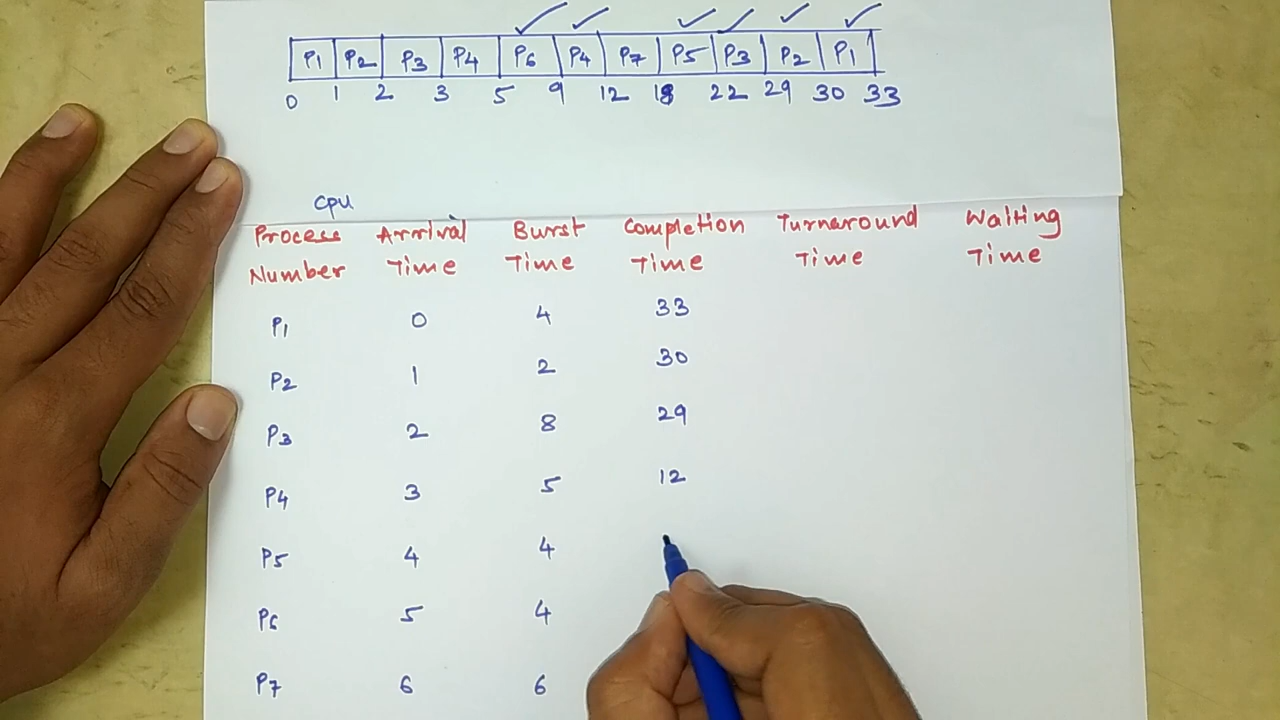 P1 P2 P3 P4 P6 P4 P7 P5 P3 P2 P1
0 1 2 3 5 9 12 18 22 29 30 33
CPU
Process Arrival Burst Completion Turnaround Waiting
Number Time Time Time Time Time
P1 0 4 33
P2 1 2 30
P3 2 8 29
P4 3 5 12
P5 4 4
P6 5 4
P7 6 6